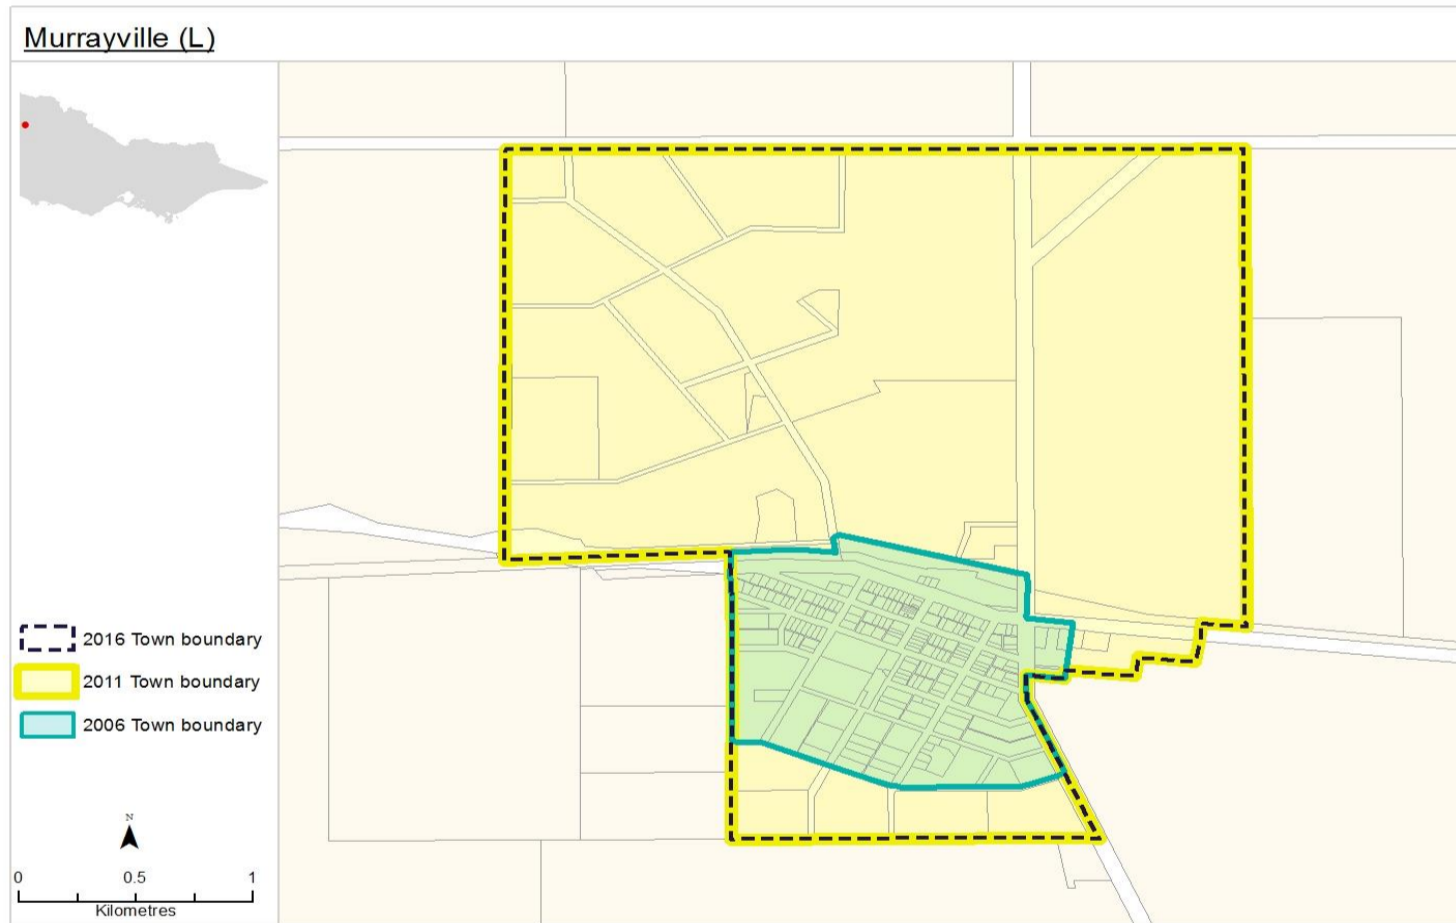 Murrayville (L)
2016 Town boundary
2011 Town boundary
2006 Town boundary
N
0 0.5 1
Kilometres